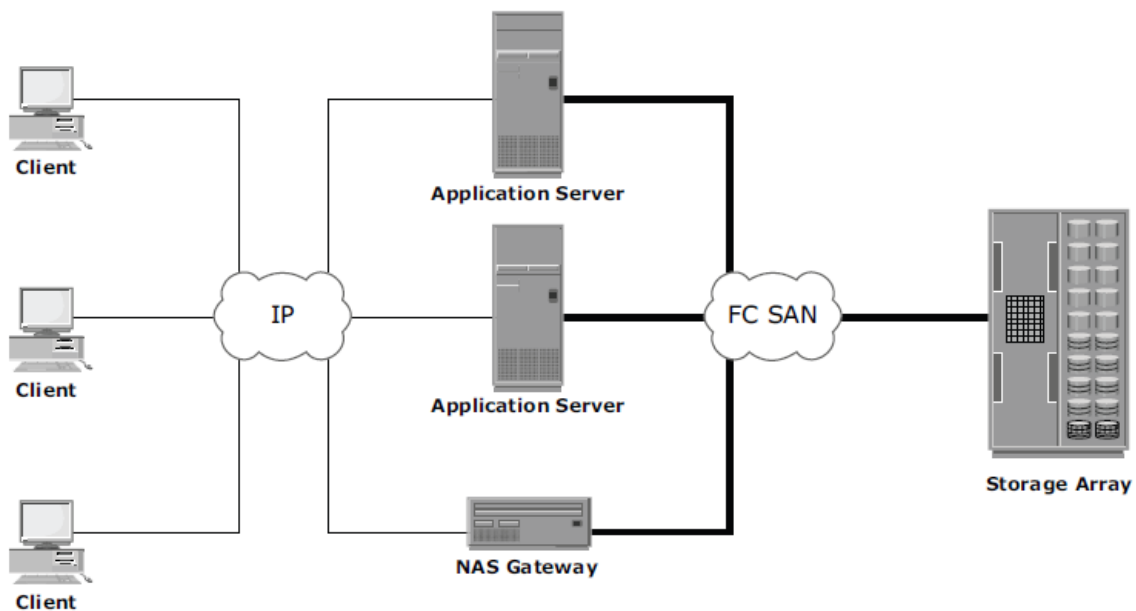 Client
Application Server
IP
FC SAN
Client
Application Server
Storage Array
NAS Gateway
Client